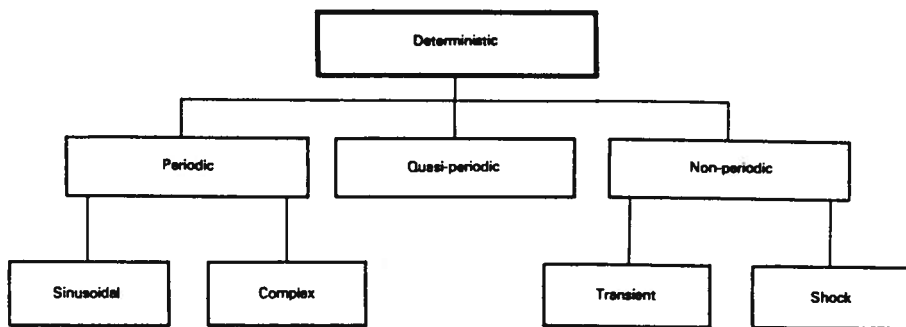 Deterministic
Periodic
Quasi-periodic
Non-periodic
Sinusoidal
Complex
Transient
Shock